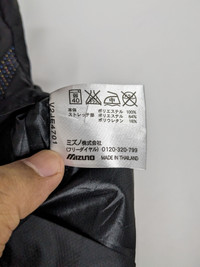 弱
40
表地 ポリエステル 100%
ストレッチ部 ポリエステル 84%
ポリウレタン 16%
ミズノ株式会社
(フリーダイヤル) 0120-320-799
MIZUNO MADE IN THAILAND